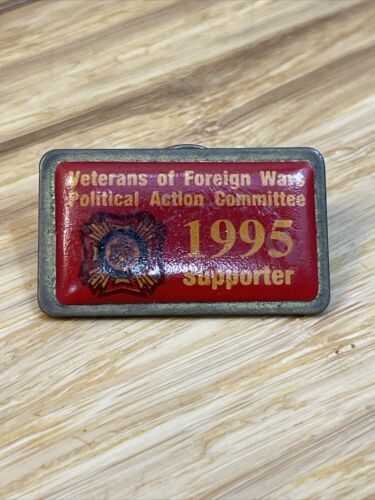 Veterans of Foreign Wars
Political Action Committee
1995
Supporter